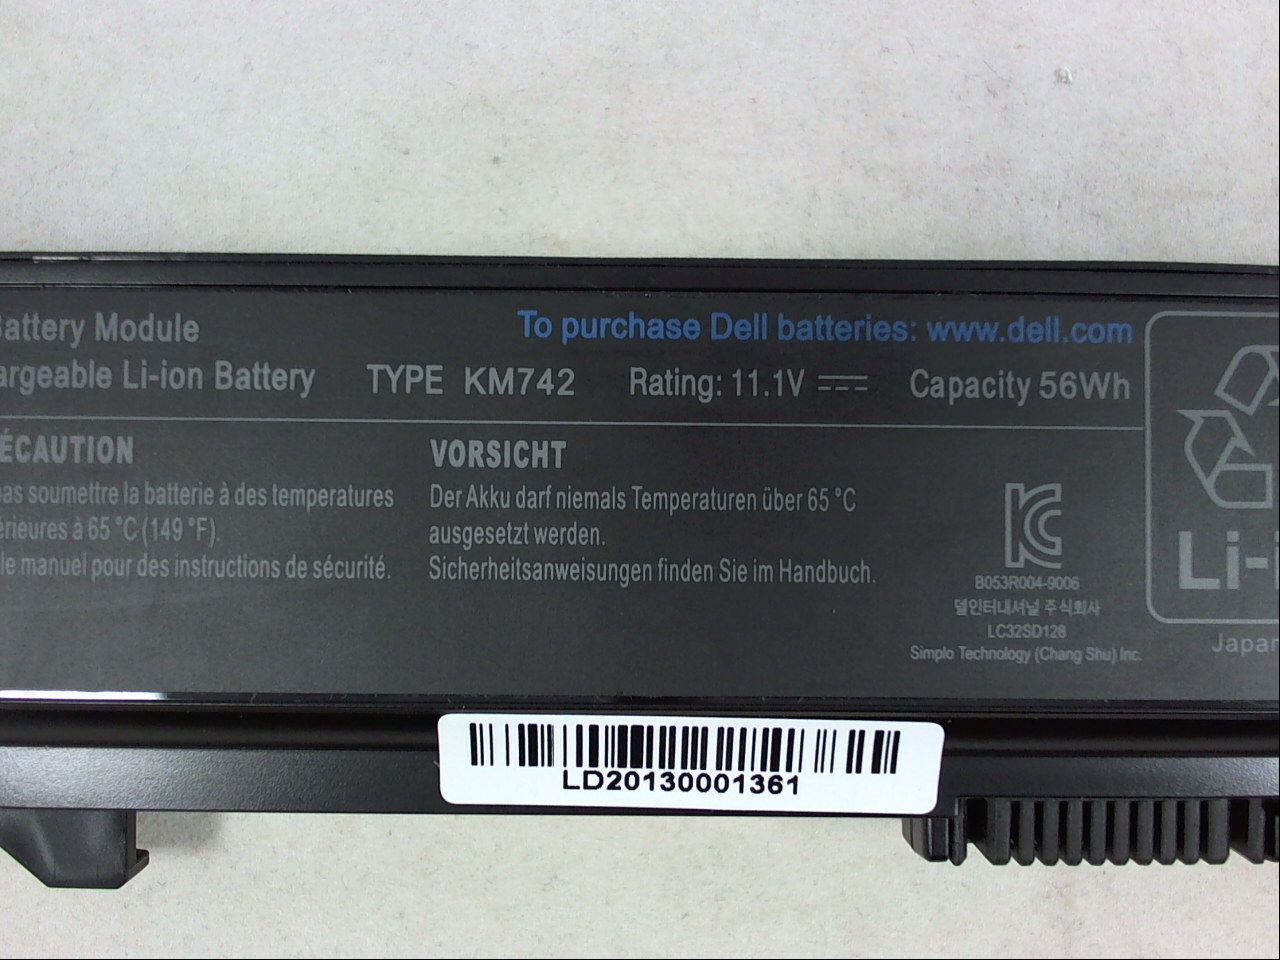 Battery Module
To purchase Dell batteries: www.dell.com
argeable Li-ion Battery TYPE KM742 Rating: 11.1V Capacity 56Wh
ÉCAUTION
pas soumettre la batterie à des temperatures
érieures à 65 °C (149 °F).
le manuel pour des instructions de sécurité.
VORSICHT
Der Akku darf niemals Temperaturen über 65 °C
ausgesetzt werden.
Sicherheitsanweisungen finden Sie im Handbuch.
B053R004-9006
델인터내셔널 주식회사
LC32SD128
Simplo Technology (Chang Shu) Inc.
Li-
Japan
LD20130001361